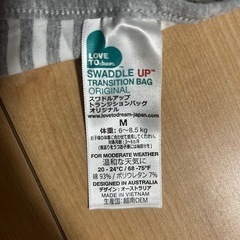 LOVE
TO dream
SWADDLE UP™
TRANSITION BAG
ORIGINAL
スワドルアップ
トランジションバッグ
オリジナル
www.lovetodream-japan.com
M
体重：6〜8.5kg
FOR MODERATE WEATHER
温和な天気に
20 - 24°C / 68 -75°F
DESIGNED IN AUSTRALIA
デザイン：オーストラリア
MADE IN VIETNAM
生産国：越南OEM
綿 93% / ポリウレタン 7%